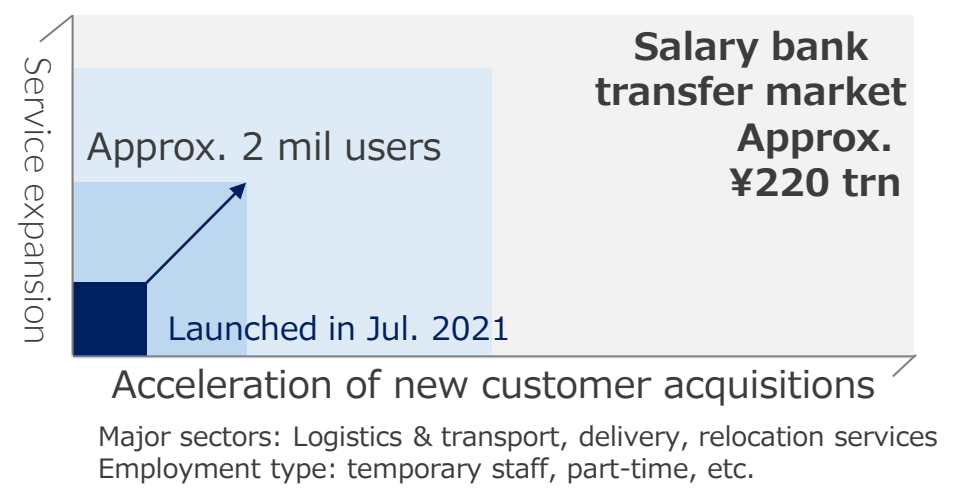 Salary bank
transfer market
Approx.
¥220 trn
Approx. 2 mil users
Service expansion
Launched in Jul. 2021
Acceleration of new customer acquisitions
Major sectors: Logistics & transport, delivery, relocation services
Employment type: temporary staff, part-time, etc.